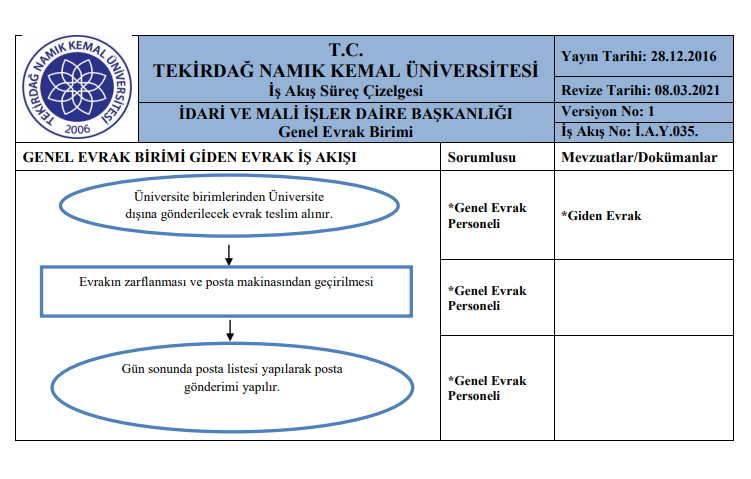 TEKİRDAĞ NAMIK KEMAL ÜNİVERSİTESİ
2006
T.C.
TEKİRDAĞ NAMIK KEMAL ÜNİVERSİTESİ
İş Akış Süreç Çizelgesi
Yayın Tarihi: 28.12.2016
Revize Tarihi: 08.03.2021
İDARİ VE MALİ İŞLER DAİRE BAŞKANLIĞI
Genel Evrak Birimi
Versiyon No: 1
İş Akış No: İ.A.Y.035.
GENEL EVRAK BİRİMİ GİDEN EVRAK İŞ AKIŞI
Sorumlusu
Mevzuatlar/Dokümanlar
Üniversite birimlerinden Üniversite
dışına gönderilecek evrak teslim alınır.
*Genel Evrak
Personeli
*Giden Evrak
Evrakın zarflanması ve posta makinasından geçirilmesi
*Genel Evrak
Personeli
Gün sonunda posta listesi yapılarak posta
gönderimi yapılır.
*Genel Evrak
Personeli